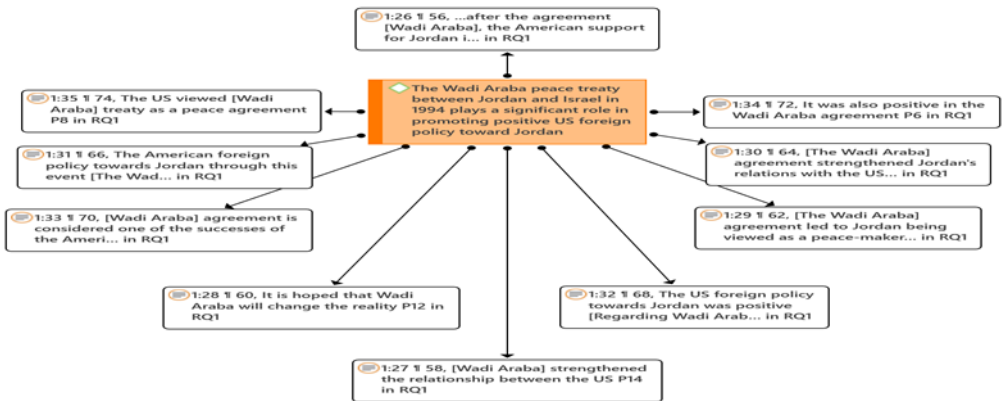 1:26 ¶ 56, ...after the agreement
[Wadi Araba], the American support
for Jordan i... in RQ1
The Wadi Araba peace treaty
between Jordan and Israel in
1994 plays a significant role in
promoting positive US foreign
policy toward Jordan
1:35 ¶ 74, The US viewed [Wadi
Araba] treaty as a peace agreement
P8 in RQ1
1:34 ¶ 72, It was also positive in the
Wadi Araba agreement P6 in RQ1
1:31 ¶ 66, The American foreign
policy towards Jordan through this
event [The Wad... in RQ1
1:30 ¶ 64, [The Wadi Araba]
agreement strengthened Jordan's
relations with the US... in RQ1
1:33 ¶ 70, [Wadi Araba] agreement is
considered one of the successes of
the Ameri... in RQ1
1:29 ¶ 62, [The Wadi Araba]
agreement led to Jordan being
viewed as a peace-maker... in RQ1
1:28 ¶ 60, It is hoped that Wadi
Araba will change the reality P12 in
RQ1
1:32 ¶ 68, The US foreign policy
towards Jordan was positive
[Regarding Wadi Arab... in RQ1
1:27 ¶ 58, [Wadi Araba] strengthened
the relationship between the US P14
in RQ1